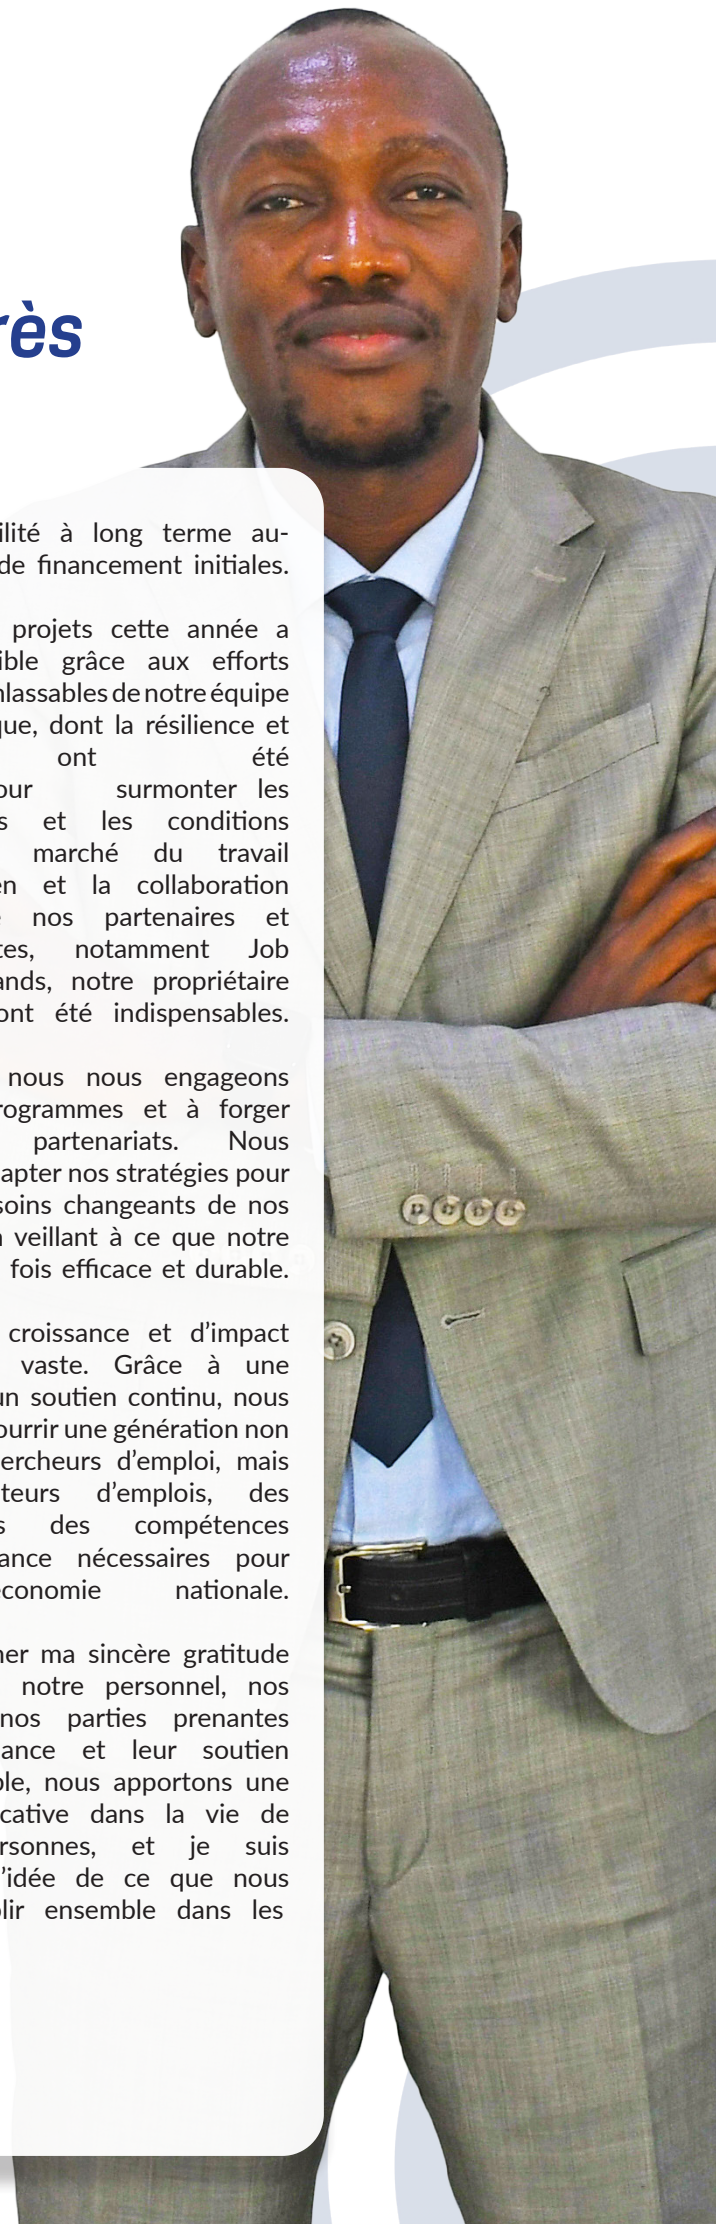 rès
ilité à long terme au-
de financement initiales.
projets cette année a
ible grâce aux efforts
nlassables de notre équipe
que, dont la résilience et
ont été
our surmonter les
s et les conditions
marché du travail
en et la collaboration
e nos partenaires et
tes, notamment Job
ands, notre propriétaire
ont été indispensables.
nous nous engageons
rogrammes et à forger
partenariats. Nous
apter nos stratégies pour
soins changeants de nos
n veillant à ce que notre
fois efficace et durable.
croissance et d’impact
vaste. Grâce à une
un soutien continu, nous
ourrir une génération non
ercheurs d’emploi, mais
teurs d’emplois, des
s des compétences
ance nécessaires pour
économie nationale.
ner ma sincère gratitude
notre personnel, nos
nos parties prenantes
ance et leur soutien
ble, nous apportons une
icative dans la vie de
rsonnes, et je suis
l’idée de ce que nous
lir ensemble dans les